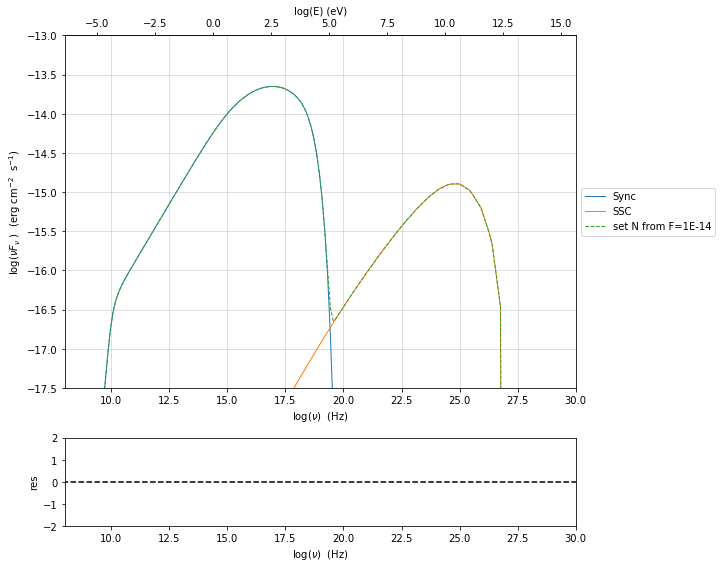 log(E) (eV)
−5.0 −2.5 0.0 2.5 5.0 7.5 10.0 12.5 15.0
−13.0
−13.5
−14.0
−14.5
−15.0
−15.5
−16.0
−16.5
−17.0
−17.5
log(νFν ) (erg cm−2 s−1)
Sync
SSC
set N from F=1E-14
10.0 12.5 15.0 17.5 20.0 22.5 25.0 27.5 30.0
log(ν) (Hz)
2
1
0
−1
−2
res
10.0 12.5 15.0 17.5 20.0 22.5 25.0 27.5 30.0
log(ν) (Hz)